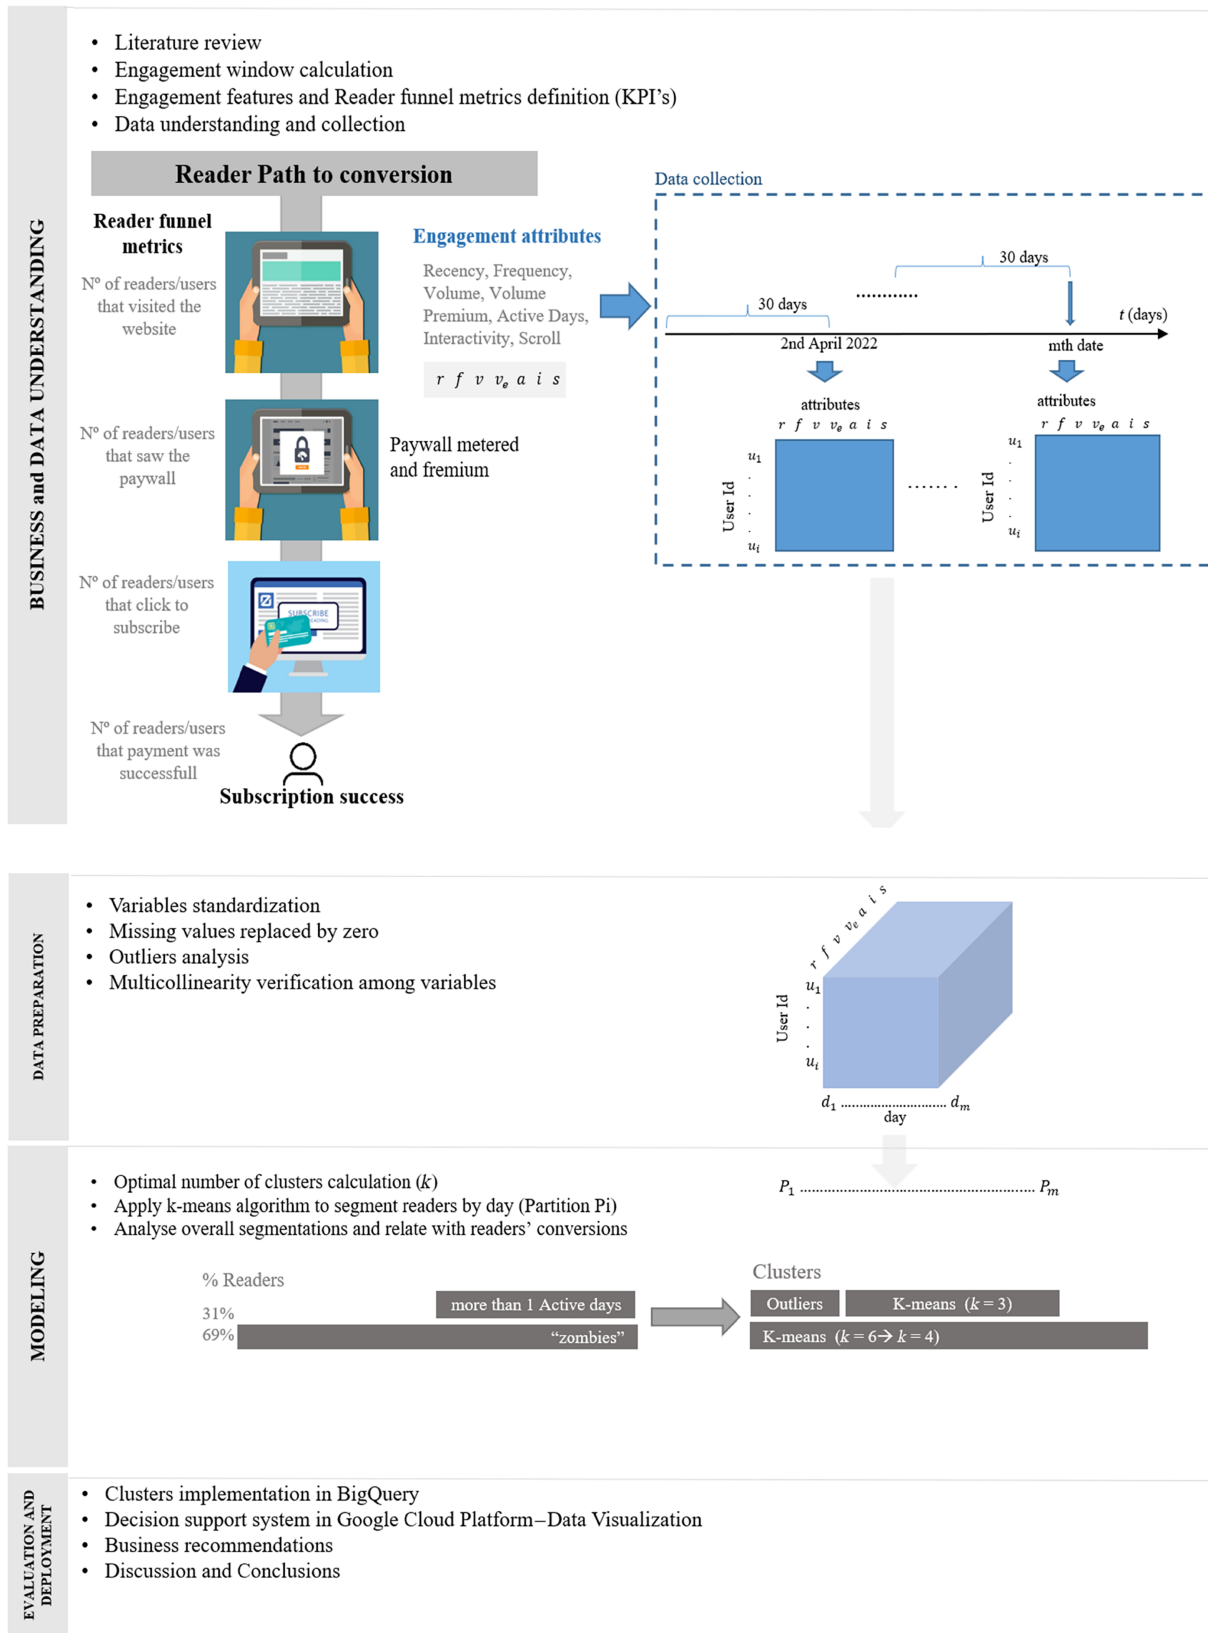 BUSINESS and DATA UNDERSTANDING
• Literature review
• Engagement window calculation
• Engagement features and Reader funnel metrics definition (KPI's)
• Data understanding and collection
Reader Path to conversion
Reader funnel
metrics
Nº of readers/users
that visited the
website
Engagement attributes
Recency, Frequency,
Volume, Volume
Premium, Active Days,
Interactivity, Scroll
r f v vₑ a i s
Nº of readers/users
that saw the
paywall
Paywall metered
and fremium
Nº of readers/users
that click to
subscribe
SUBSCRIBE
Nº of readers/users
that payment was
successfull
Subscription success
Data collection
30 days
............
30 days
t (days)
2nd April 2022
mth date
attributes
r f v vₑ a i s
User Id
u₁
.
.
.
.
uᵢ
.......
attributes
r f v vₑ a i s
User Id
u₁
.
.
.
.
uᵢ
DATA PREPARATION
• Variables standardization
• Missing values replaced by zero
• Outliers analysis
• Multicollinearity verification among variables
r f v vₑ a i s
User Id
u₁
.
.
.
uᵢ
d₁ .......................... dₘ
day
MODELING
• Optimal number of clusters calculation (k)
• Apply k-means algorithm to segment readers by day (Partition Pi)
• Analyse overall segmentations and relate with readers' conversions
P₁ .......................................................... Pₘ
% Readers
31%
more than 1 Active days
69%
“zombies”
Clusters
Outliers
K-means (k = 3)
K-means (k = 6→ k = 4)
EVALUATION AND
DEPLOYMENT
• Clusters implementation in BigQuery
• Decision support system in Google Cloud Platform–Data Visualization
• Business recommendations
• Discussion and Conclusions